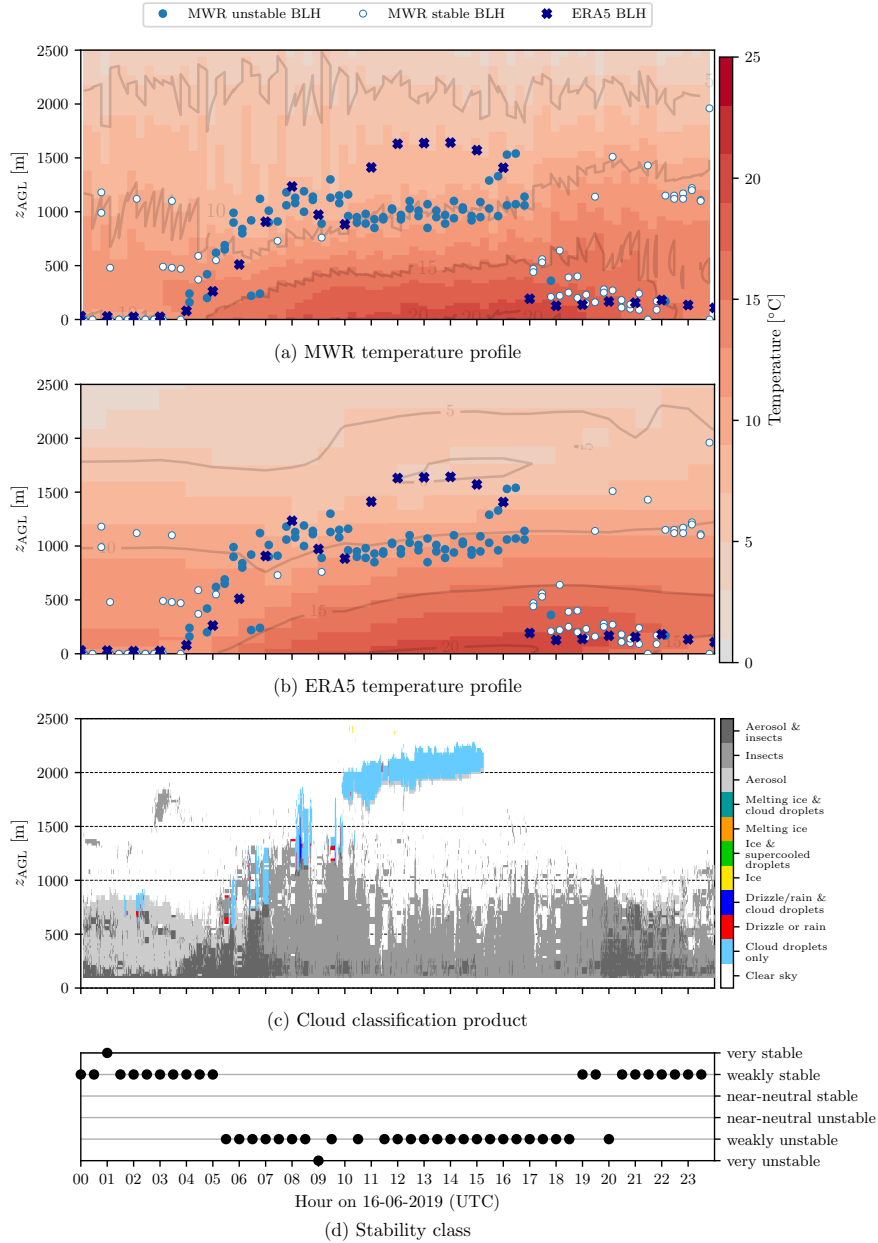 MWR unstable BLH MWR stable BLH ERA5 BLH
2500
2000
1500
1000
500
0
z_AGL [m]
5
10
15
20
20
20
(a) MWR temperature profile
2500
2000
1500
1000
500
0
z_AGL [m]
5
5
10
15
15
20
(b) ERA5 temperature profile
25
20
15
10
5
0
Temperature [°C]
2500
2000
1500
1000
500
0
z_AGL [m]
(c) Cloud classification product
Aerosol &
insects
Insects
Aerosol
Melting ice &
cloud droplets
Melting ice
Ice &
supercooled
droplets
Ice
Drizzle/rain &
cloud droplets
Drizzle or rain
Cloud droplets
only
Clear sky
very stable
weakly stable
near-neutral stable
near-neutral unstable
weakly unstable
very unstable
00 01 02 03 04 05 06 07 08 09 10 11 12 13 14 15 16 17 18 19 20 21 22 23
Hour on 16-06-2019 (UTC)
(d) Stability class